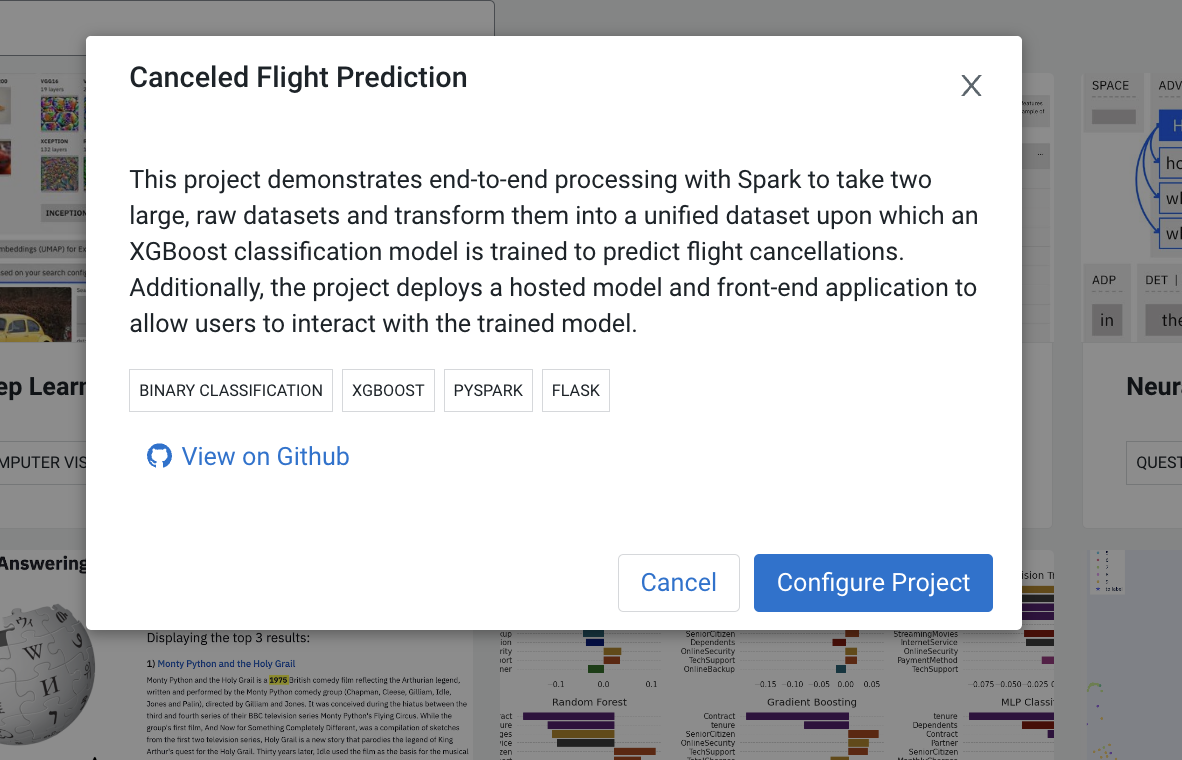 Canceled Flight Prediction
X
This project demonstrates end-to-end processing with Spark to take two
large, raw datasets and transform them into a unified dataset upon which an
XGBoost classification model is trained to predict flight cancellations.
Additionally, the project deploys a hosted model and front-end application to
allow users to interact with the trained model.
BINARY CLASSIFICATION XGBOOST PYSPARK FLASK
View on Github
Cancel Configure Project
VGG16
19 layers
XCEPTION
132 layers
INCEPTION
mbeddings (UMAP) for Ex
ased on your search config
ep Learn
MPUTER VIS
SPACE ADV
ADP DET |
in the
Neur
QUEST
Answering
Displaying the top 3 results:
1) Monty Python and the Holy Grail
Monty Python and the Holy Grail is a 1975 British comedy film reflecting the Arthurian legend,
written and performed by the Monty Python comedy group (Chapman, Cleese, Gilliam, Idle,
Jones and Palin), directed by Gilliam and Jones. It was conceived during the hiatus between the
third and fourth series of their BBC television series Monty Python's Flying Circus. While the
group's first film, And Now for Something Completely Different, was a compilation of sketches
from the first two television series, Holy Grail is a new story that parodies the legend of King
Arthur's quest for the Holy Grail. Thirty years later, Idle used the film as the basis for the musical
SeniorCitizen
Dependents
OnlineSecurity
TechSupport
OnlineBackup
StreamingMovies
InternetService
OnlineSecurity
PaymentMethod
TechSupport
−0.1 0.0 0.1
−0.15 −0.10 −0.05 0.00 0.05
−0.075 −0.050 −0.025
Random Forest
Gradient Boosting
MLP Classi
Contract
tenure
SeniorCitizen
OnlineSecurity
TechSupport
tenure
Dependents
Contract
Partner
SeniorCitizen